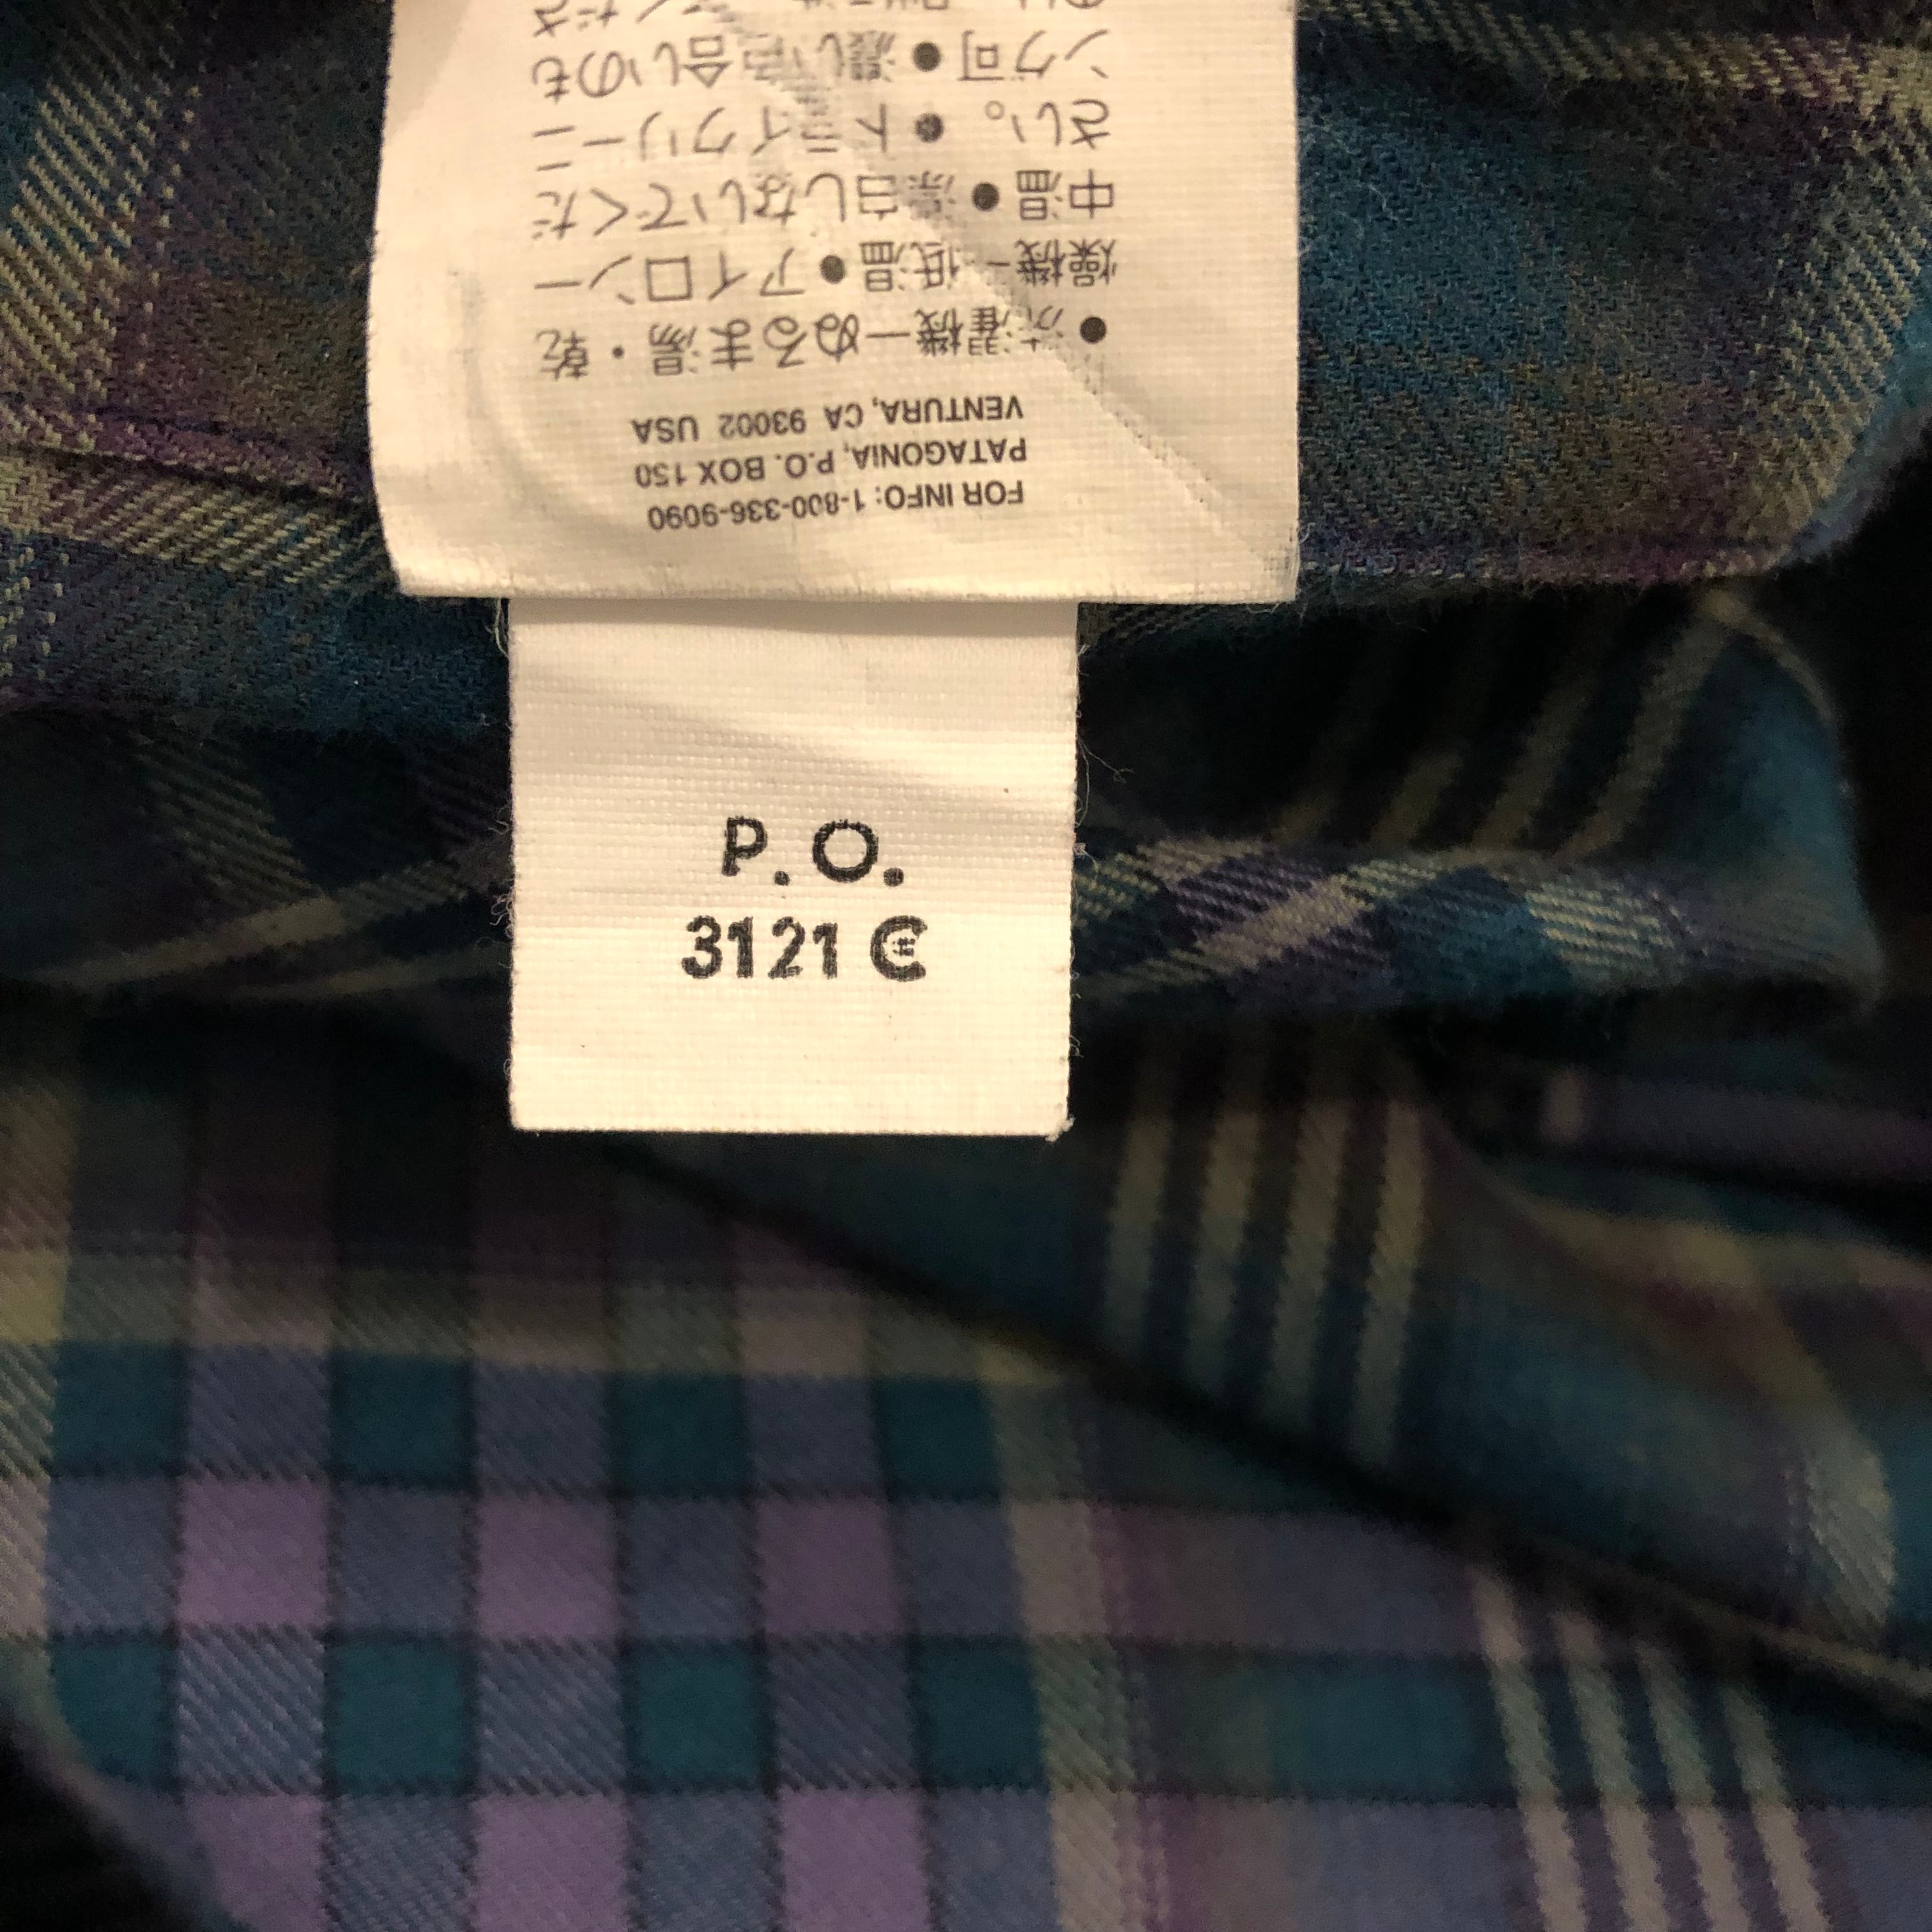 FOR INFO: 1-800-336-9090
PATAGONIA, P.O. BOX 150
VENTURA, CA 93002 USA
●洗濯機ーぬるま湯・乾
燥機ー低温●アイロンー
中温●漂白しないでくだ
さい。●ドライクリーニ
ング可●濃い色合いのも
P.O.
3121 C